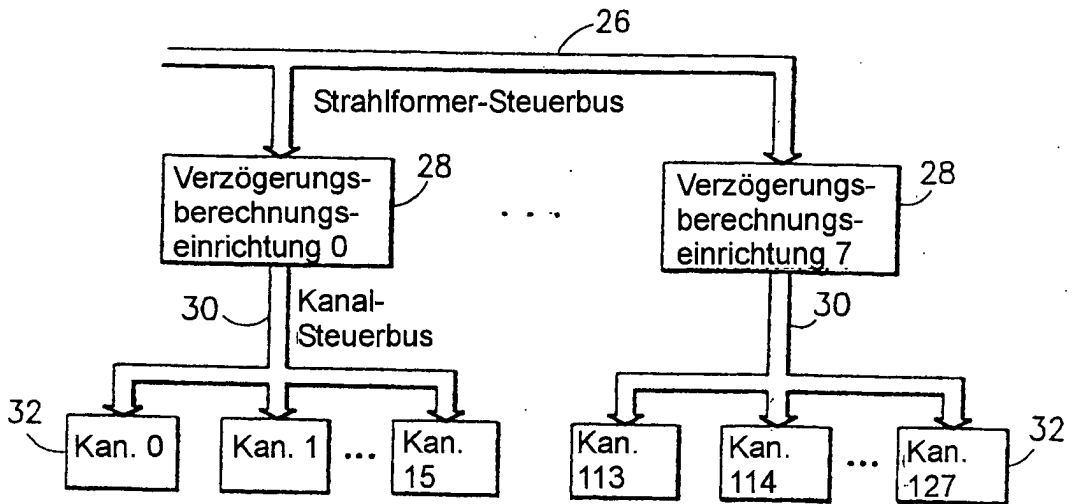 26
Strahlformer-Steuerbus
Verzögerungs-
berechnungs-
einrichtung 0
28
. . .
Verzögerungs-
berechnungs-
einrichtung 7
28
30
Kanal-
Steuerbus
30
32
Kan. 0
Kan. 1
...
Kan.
15
Kan.
113
Kan.
114
...
Kan.
127
32